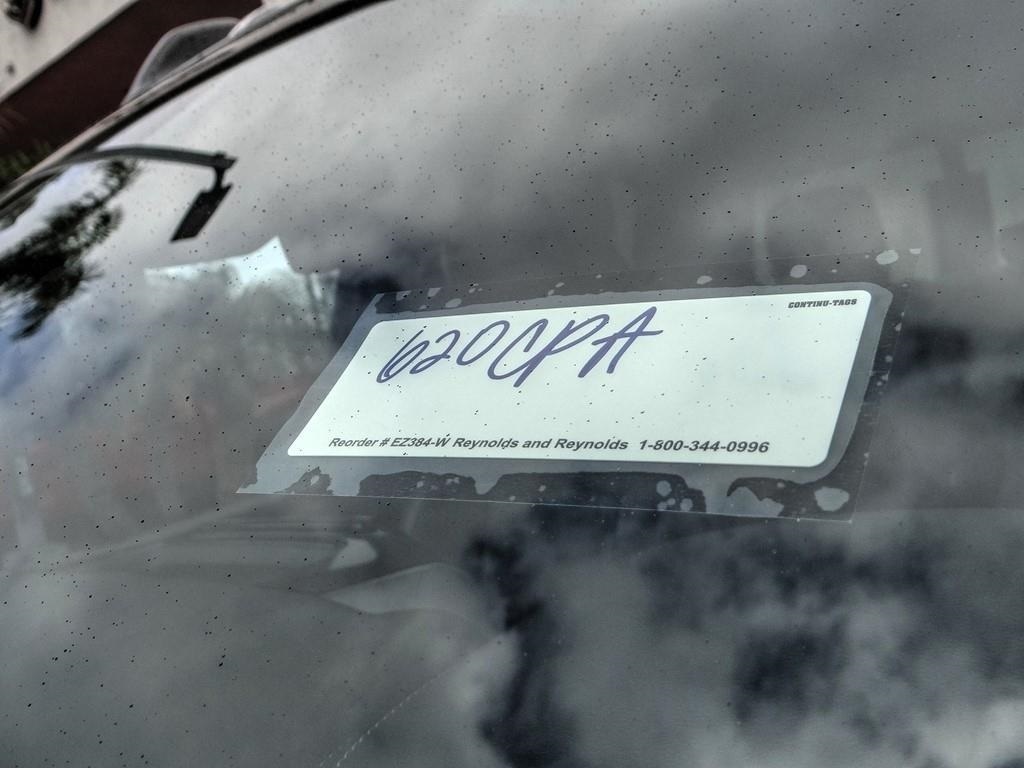 CONTINU-TAGS
620CPA
Reorder # EZ384-W Reynolds and Reynolds 1-800-344-0996